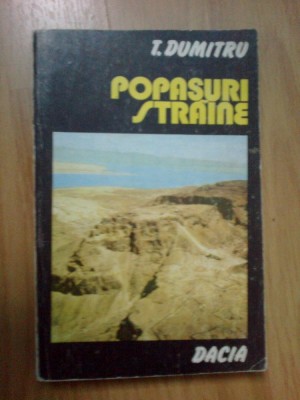 T. DUMITRU
POPASURI
STRĂINE
DACIA